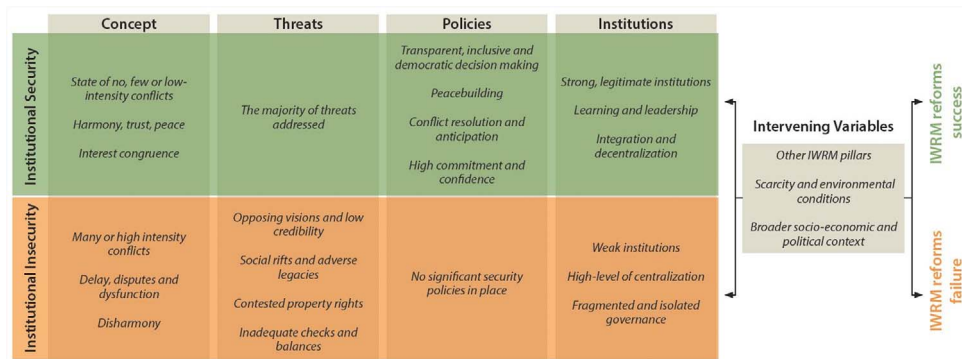 Concept
Threats
Policies
Institutions
Institutional Security
State of no, few or low-
intensity conflicts
Harmony, trust, peace
Interest congruence
The majority of threats
addressed
Transparent, inclusive and
democratic decision making
Peacebuilding
Conflict resolution and
anticipation
High commitment and
confidence
Strong, legitimate institutions
Learning and leadership
Integration and
decentralization
Institutional Insecurity
Many or high intensity
conflicts
Delay, disputes and
dysfunction
Disharmony
Opposing visions and low
credibility
Social rifts and adverse
legacies
Contested property rights
Inadequate checks and
balances
No significant security
policies in place
Weak institutions
High-level of centralization
Fragmented and isolated
governance
Intervening Variables
Other IWRM pillars
Scarcity and environmental
conditions
Broader socio-economic and
political context
IWRM reforms
success
IWRM reforms
failure